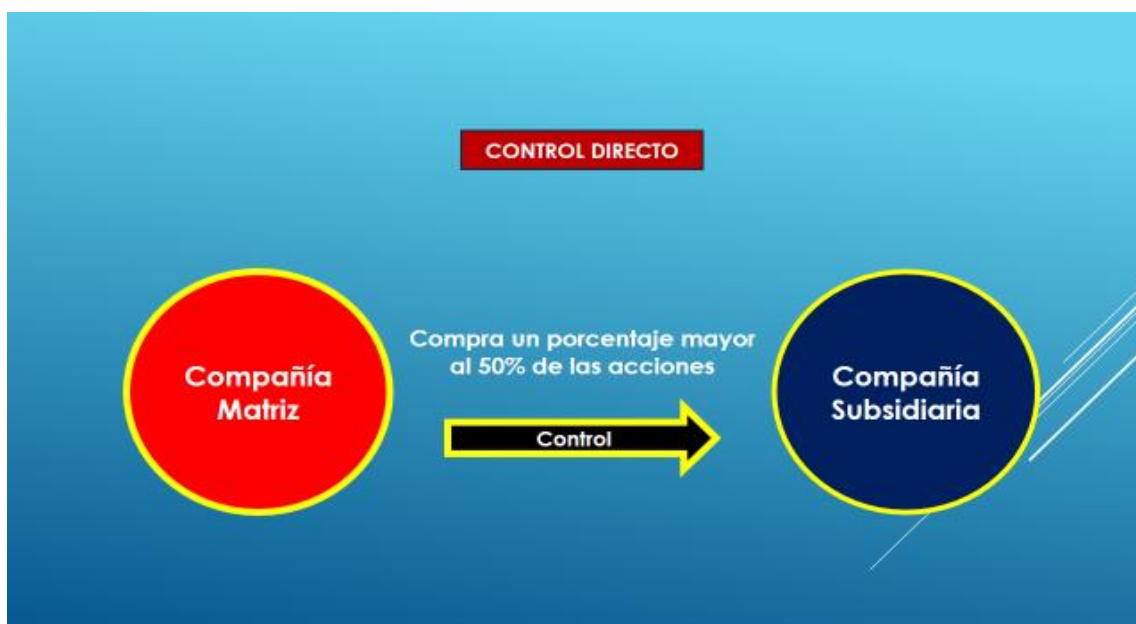 CONTROL DIRECTO
Compra un porcentaje mayor
al 50% de las acciones
Compañía
Matriz
Control
Compañía
Subsidiaria